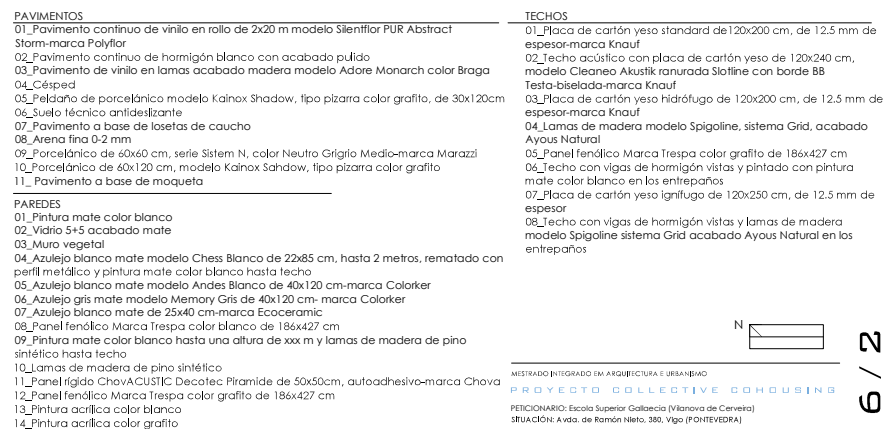 PAVIMENTOS
01_Pavimento continuo de vinilo en rollo de 2x20 m modelo Silentflor PUR Abstract
Storm-marca Polyflor
02_Pavimento continuo de hormigón blanco con acabado pulido
03_Pavimento de vinilo en lamas acabado madera modelo Adore Monarch color Braga
04_Césped
05_Peldaño de porcelánico modelo Kainox Shadow, tipo pizarra color grafito, de 30x120cm
06_Suelo técnico antideslizante
07_Pavimento a base de losetas de caucho
08_Arena fina 0-2 mm
09_Porcelánico de 60x60 cm, serie Sistem N, color Neutro Grigrio Medio-marca Marazzi
10_Porcelánico de 60x120 cm, modelo Kainox Sahdow, tipo pizarra color grafito
11_ Pavimento a base de moqueta
PAREDES
01_Pintura mate color blanco
02_Vidrio 5+5 acabado mate
03_Muro vegetal
04_Azulejo blanco mate modelo Chess Blanco de 22x85 cm, hasta 2 metros, rematado con
perfil metálico y pintura mate color blanco hasta techo
05_Azulejo blanco mate modelo Andes Blanco de 40x120 cm-marca Colorker
06_Azulejo gris mate modelo Memory Gris de 40x120 cm- marca Colorker
07_Azulejo blanco mate de 25x40 cm-marca Ecoceramic
08_Panel fenólico Marca Trespa color blanco de 186x427 cm
09_Pintura mate color blanco hasta una altura de xxx m y lamas de madera de pino
sintético hasta techo
10_Lamas de madera de pino sintético
11_Panel rígido ChovACUSTIC Decotec Piramide de 50x50cm, autoadhesivo-marca Chova
12_Panel fenólico Marca Trespa color grafito de 186x427 cm
13_Pintura acrílica color blanco
14_Pintura acrílica color grafito
TECHOS
01_Placa de cartón yeso standard de120x200 cm, de 12.5 mm de
espesor-marca Knauf
02_Techo acústico con placa de cartón yeso de 120x240 cm,
modelo Cleaneo Akustik ranurada Slotline con borde BB
Testa-biselada-marca Knauf
03_Placa de cartón yeso hidrófugo de 120x200 cm, de 12.5 mm de
espesor-marca Knauf
04_Lamas de madera modelo Spigoline, sistema Grid, acabado
Ayous Natural
05_Panel fenólico Marca Trespa color grafito de 186x427 cm
06_Techo con vigas de hormigón vistas y pintado con pintura
mate color blanco en los entrepaños
07_Placa de cartón yeso ignífugo de 120x250 cm, de 12.5 mm de
espesor
08_Techo con vigas de hormigón vistas y lamas de madera
modelo Spigoline sistema Grid acabado Ayous Natural en los
entrepaños
N
MESTRADO INTEGRADO EM ARQUITECTURA E URBANISMO
PROYECTO COLLECTIVE COHOUSING
PETICIONARIO: Escola Superior Gallaecia (Vilanova de Cerveira)
SITUACIÓN: Avda. de Ramón Nieto, 380, Vigo (PONTEVEDRA)
6 / 2